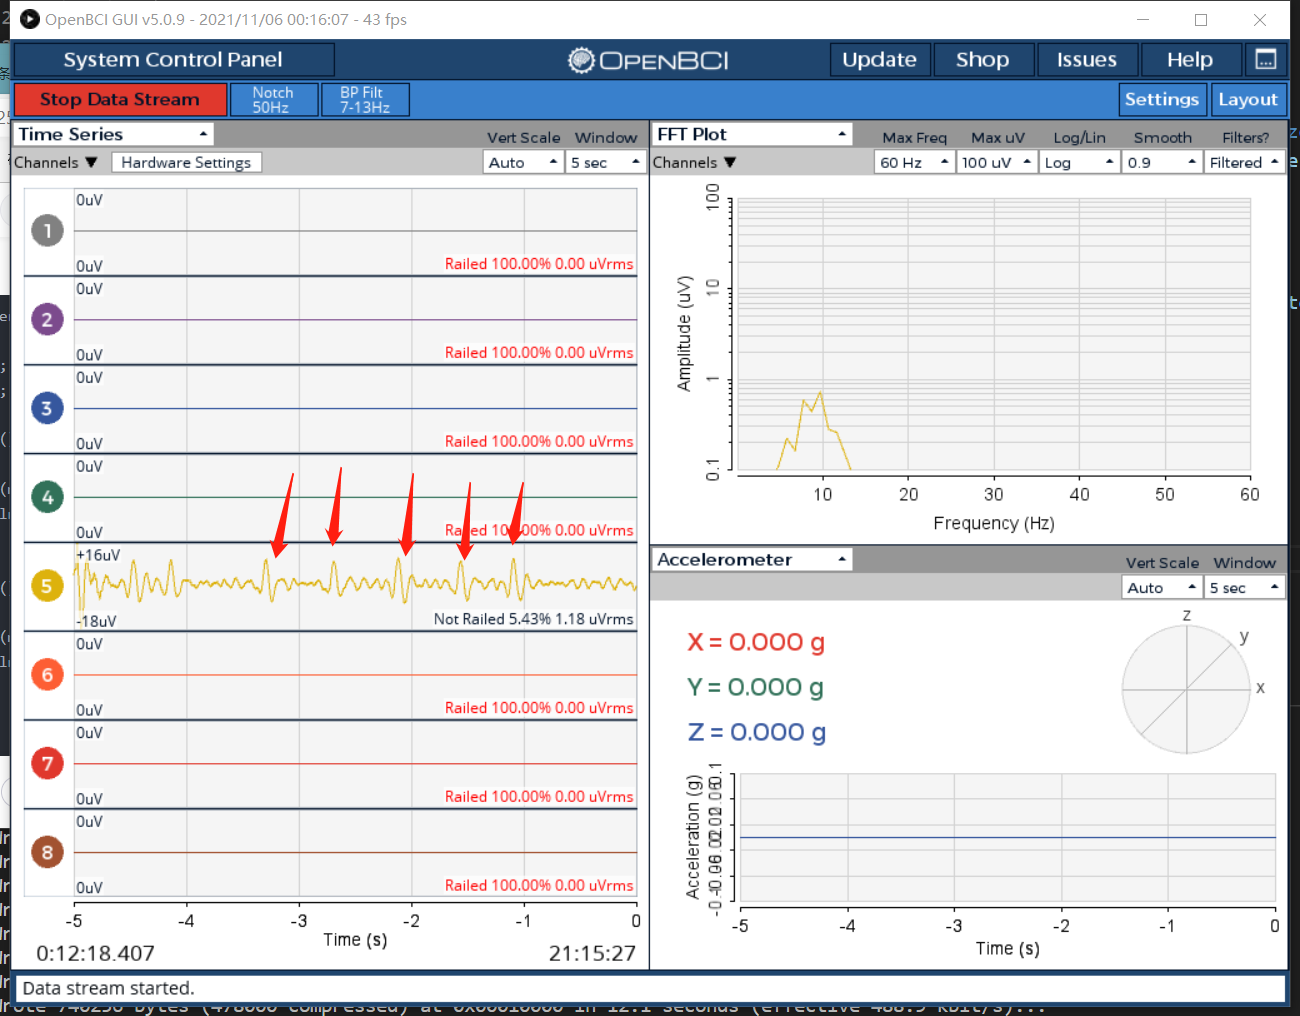 OpenBCI GUI v5.0.9 - 2021/11/06 00:16:07 - 43 fps
System Control Panel
OPENBCI
Update
Shop
Issues
Help
Stop Data Stream
Notch
50Hz
BP Filt
7-13Hz
Settings
Layout
Time Series
Vert Scale
Window
Channels
Hardware Settings
Auto
5 sec
FFT Plot
Max Freq
Max uV
Log/Lin
Smooth
Filters?
Channels
60 Hz
100 uV
Log
0.9
Filtered
0uV
1
0uV
Railed 100.00% 0.00 uVrms
0uV
2
0uV
Railed 100.00% 0.00 uVrms
0uV
3
0uV
Railed 100.00% 0.00 uVrms
0uV
4
0uV
Railed 100.00% 0.00 uVrms
+16uV
5
-18uV
Not Railed 5.43% 1.18 uVrms
0uV
6
0uV
Railed 100.00% 0.00 uVrms
0uV
7
0uV
Railed 100.00% 0.00 uVrms
0uV
8
0uV
Railed 100.00% 0.00 uVrms
-5 -4 -3 -2 -1 0
Time (s)
0:12:18.407
21:15:27
100
10
1
0.1
Amplitude (uV)
10 20 30 40 50 60
Frequency (Hz)
Accelerometer
Vert Scale
Window
Auto
5 sec
X = 0.000 g
Y = 0.000 g
Z = 0.000 g
z
y
x
Acceleration (g)
-5 -4 -3 -2 -1 0
Time (s)
Data stream started.